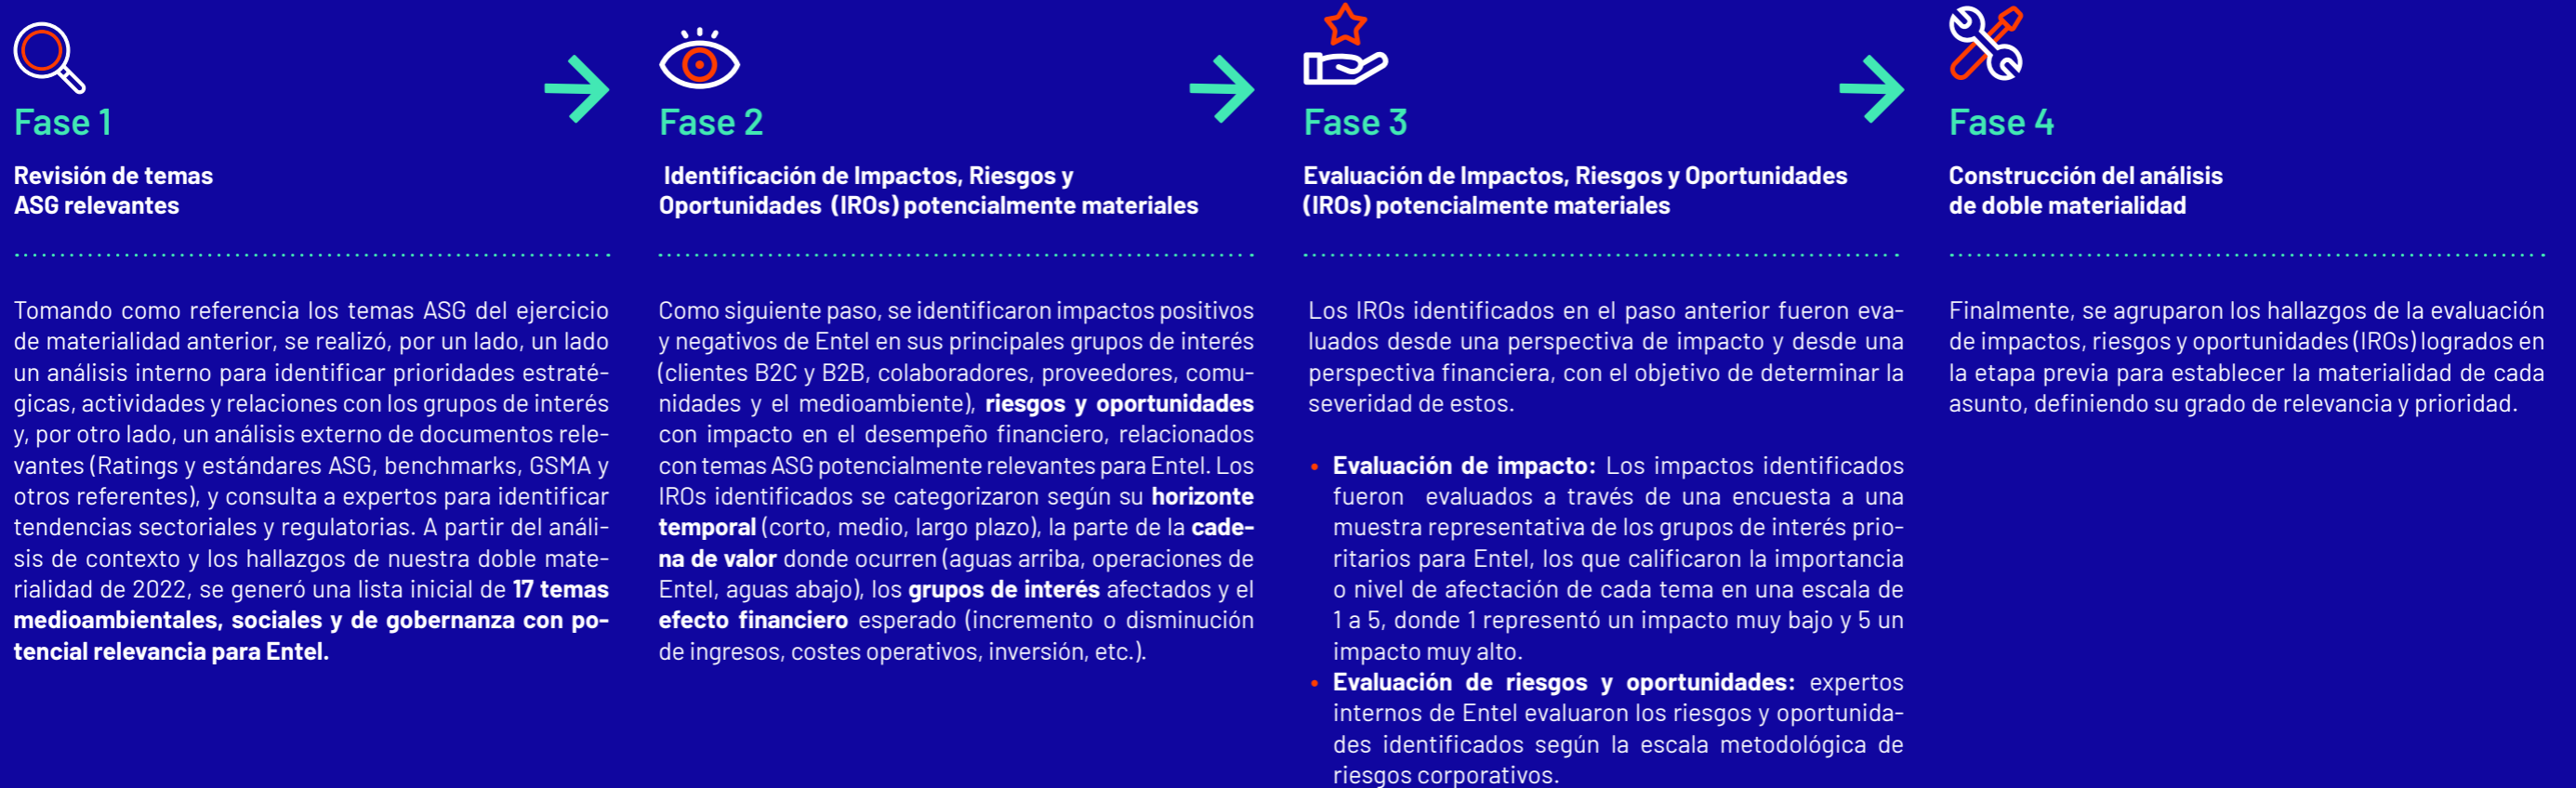 Fase 1
Revisión de temas
ASG relevantes
Tomando como referencia los temas ASG del ejercicio
de materialidad anterior, se realizó, por un lado, un lado
un análisis interno para identificar prioridades estraté-
gicas, actividades y relaciones con los grupos de interés
y, por otro lado, un análisis externo de documentos rele-
vantes (Ratings y estándares ASG, benchmarks, GSMA y
otros referentes), y consulta a expertos para identificar
tendencias sectoriales y regulatorias. A partir del análi-
sis de contexto y los hallazgos de nuestra doble mate-
rialidad de 2022, se generó una lista inicial de 17 temas
medioambientales, sociales y de gobernanza con po-
tencial relevancia para Entel.
Fase 2
Identificación de Impactos, Riesgos y
Oportunidades (IROs) potencialmente materiales
Como siguiente paso, se identificaron impactos positivos
y negativos de Entel en sus principales grupos de interés
(clientes B2C y B2B, colaboradores, proveedores, comu-
nidades y el medioambiente), riesgos y oportunidades
con impacto en el desempeño financiero, relacionados
con temas ASG potencialmente relevantes para Entel. Los
IROs identificados se categorizaron según su horizonte
temporal (corto, medio, largo plazo), la parte de la cade-
na de valor donde ocurren (aguas arriba, operaciones de
Entel, aguas abajo), los grupos de interés afectados y el
efecto financiero esperado (incremento o disminución
de ingresos, costes operativos, inversión, etc.).
Fase 3
Evaluación de Impactos, Riesgos y Oportunidades
(IROs) potencialmente materiales
Los IROs identificados en el paso anterior fueron eva-
luados desde una perspectiva de impacto y desde una
perspectiva financiera, con el objetivo de determinar la
severidad de estos.
• Evaluación de impacto: Los impactos identificados
fueron evaluados a través de una encuesta a una
muestra representativa de los grupos de interés prio-
ritarios para Entel, los que calificaron la importancia
o nivel de afectación de cada tema en una escala de
1 a 5, donde 1 representó un impacto muy bajo y 5 un
impacto muy alto.
• Evaluación de riesgos y oportunidades: expertos
internos de Entel evaluaron los riesgos y oportunida-
des identificados según la escala metodológica de
riesgos corporativos.
Fase 4
Construcción del análisis
de doble materialidad
Finalmente, se agruparon los hallazgos de la evaluación
de impactos, riesgos y oportunidades (IROs) logrados en
la etapa previa para establecer la materialidad de cada
asunto, definiendo su grado de relevancia y prioridad.